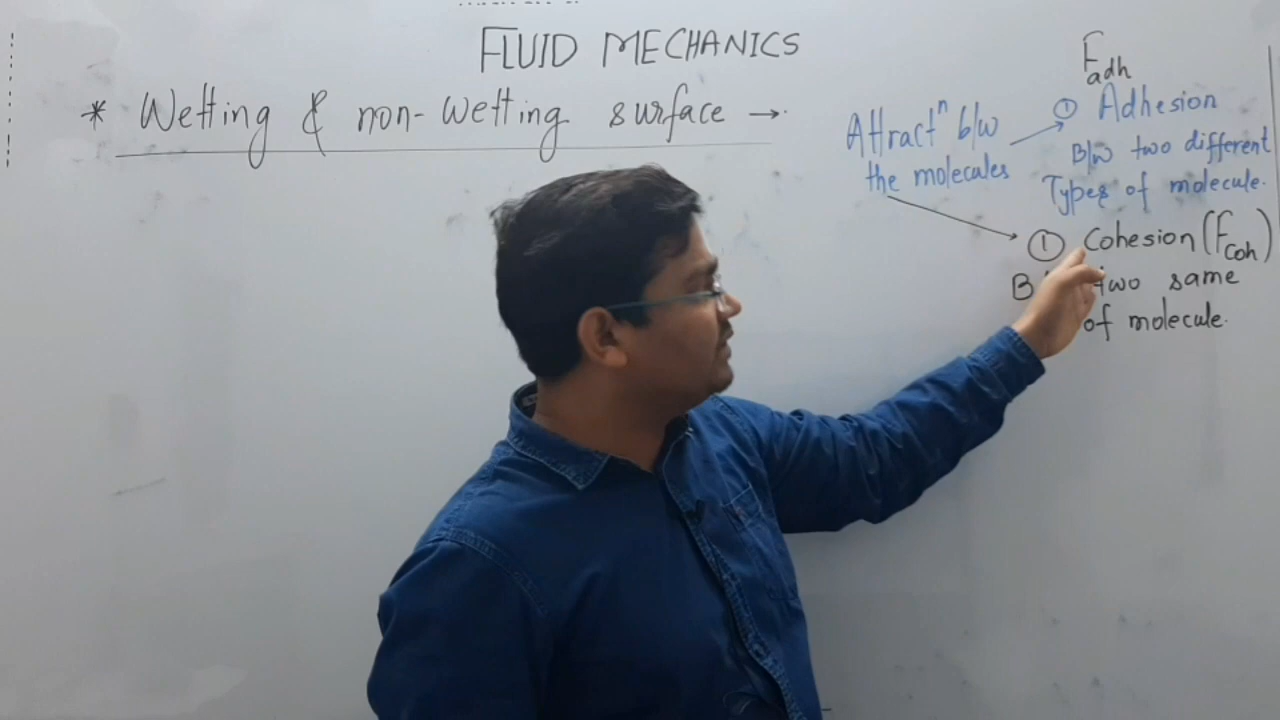 FLUID MECHANICS
* Wetting & non-wetting surface →
Attractⁿ b/w
the molecules
F adh
① Adhesion
B/w two different
Types of molecule.
① Cohesion (F coh)
two same
of molecule.